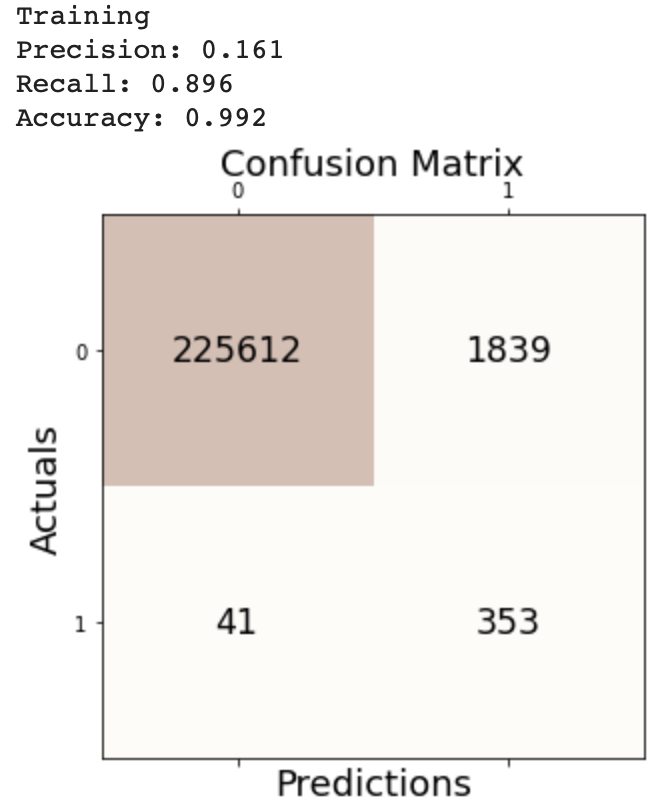 Training
Precision: 0.161
Recall: 0.896
Accuracy: 0.992
Confusion Matrix
0 1
0 225612 1839
Actuals
1 41 353
Predictions